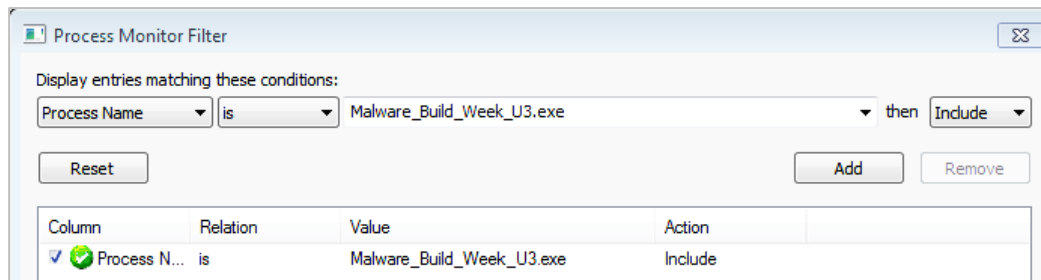 Process Monitor Filter
Display entries matching these conditions:
Process Name is Malware_Build_Week_U3.exe then Include
Reset Add Remove
Column Relation Value Action
Process N... is Malware_Build_Week_U3.exe Include